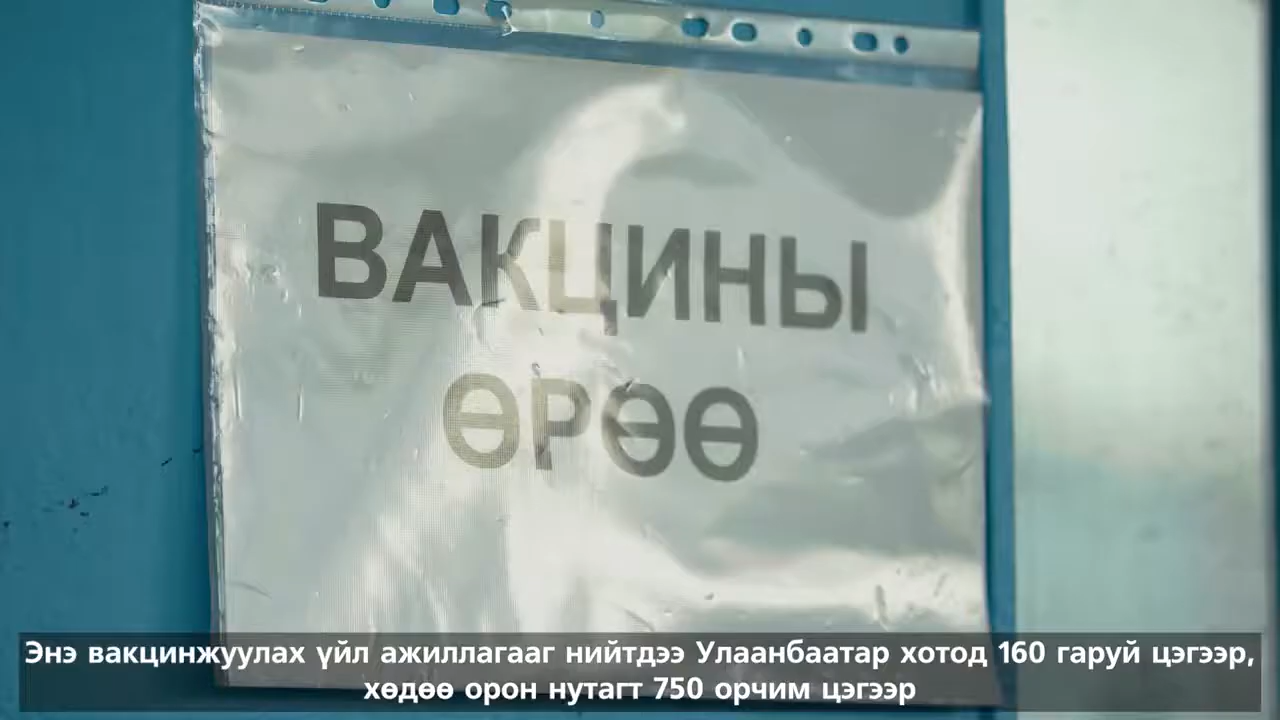 ВАКЦИНЫ
ӨРӨӨ
Энэ вакцинжуулах үйл ажиллагааг нийтдээ Улаанбаатар хотод 160 гаруй цэгээр,
хөдөө орон нутагт 750 орчим цэгээр